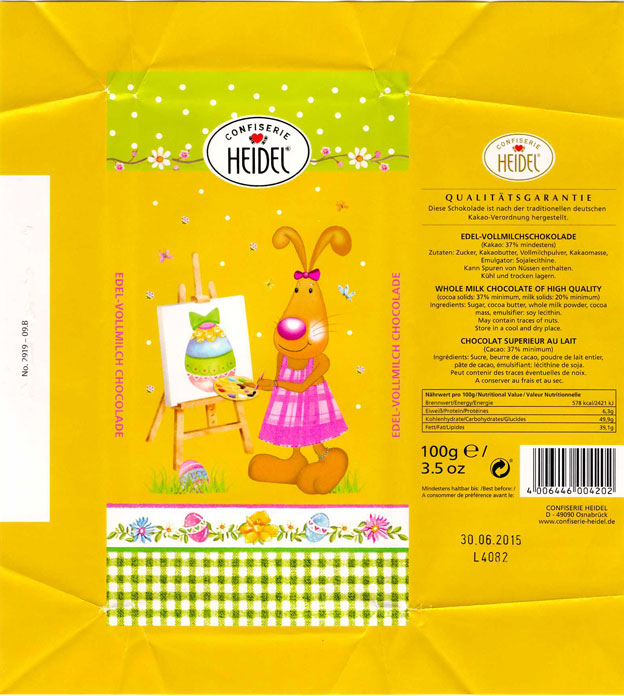 CONFISERIE
HEIDEL
EDEL-VOLLMILCH CHOCOLADE
EDEL-VOLLMILCH CHOCOLADE
No. 2919 – 09.B
CONFISERIE
HEIDEL
QUALITÄTSGARANTIE
Diese Schokolade ist nach der traditionellen deutschen
Kakao-Verordnung hergestellt.
EDEL-VOLLMILCHSCHOKOLADE
(Kakao: 37% mindestens)
Zutaten: Zucker, Kakaobutter, Vollmilchpulver, Kakaomasse,
Emulgator: Sojalecithine.
Kann Spuren von Nüssen enthalten.
Kühl und trocken lagern.
WHOLE MILK CHOCOLATE OF HIGH QUALITY
(cocoa solids: 37% minimum, milk solids: 20% minimum)
Ingredients: Sugar, cocoa butter, whole milk powder, cocoa
mass, emulsifier: soy lecithin.
May contain traces of nuts.
Store in a cool and dry place.
CHOCOLAT SUPERIEUR AU LAIT
(Cacao: 37% minimum)
Ingrédients: Sucre, beurre de cacao, poudre de lait entier,
pâte de cacao, émulsifiant: lécithine de soja.
Peut contenir des traces éventuelles de noix.
A conserver au frais et au sec.
Nährwert pro 100g/Nutritional Value / Valeur Nutritionnelle
Brennwert/Energy/Energie 578 kcal/2421 kJ
Eiweiß/Protein/Protéines 6,3g
Kohlenhydrate/Carbohydrates/Glucides 49,9g
Fett/Fat/Lipides 39,1g
100g ℮ /
3.5 oz
Mindestens haltbar bis: /Best before: /
A consommer de préférence avant le:
4 006446 004202
CONFISERIE HEIDEL
D - 49090 Osnabrück
www.confiserie-heidel.de
30.06.2015
L4082